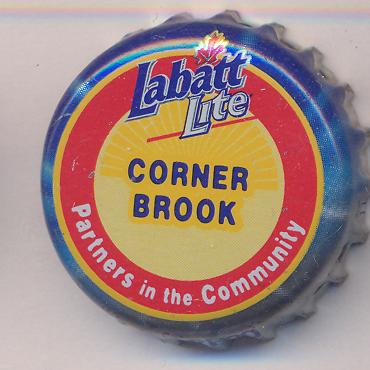 Labatt
Lite
CORNER
BROOK
Partners in the Community